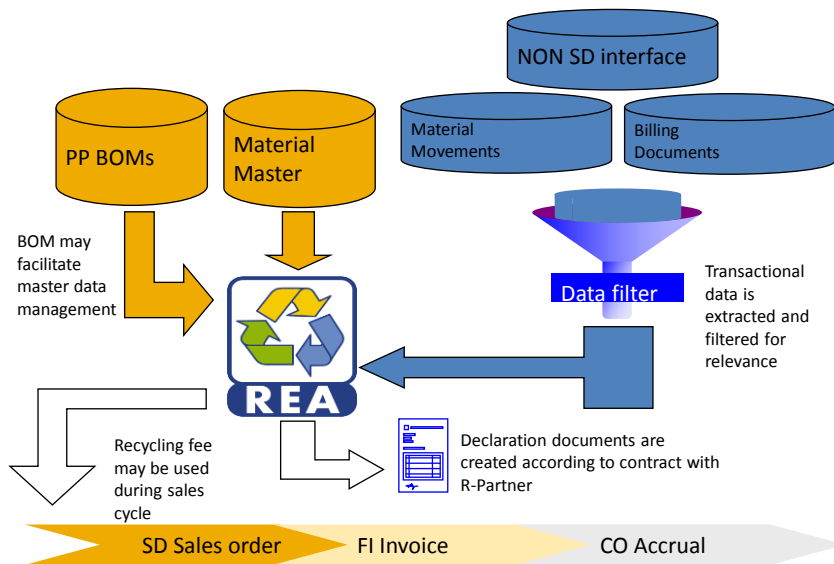 NON SD interface
PP BOMs
Material
Master
Material
Movements
Billing
Documents
BOM may
facilitate
master data
management
Data filter
Transactional
data is
extracted and
filtered for
relevance
REA
Recycling fee
may be used
during sales
cycle
Declaration documents are
created according to contract with
R-Partner
SD Sales order
FI Invoice
CO Accrual